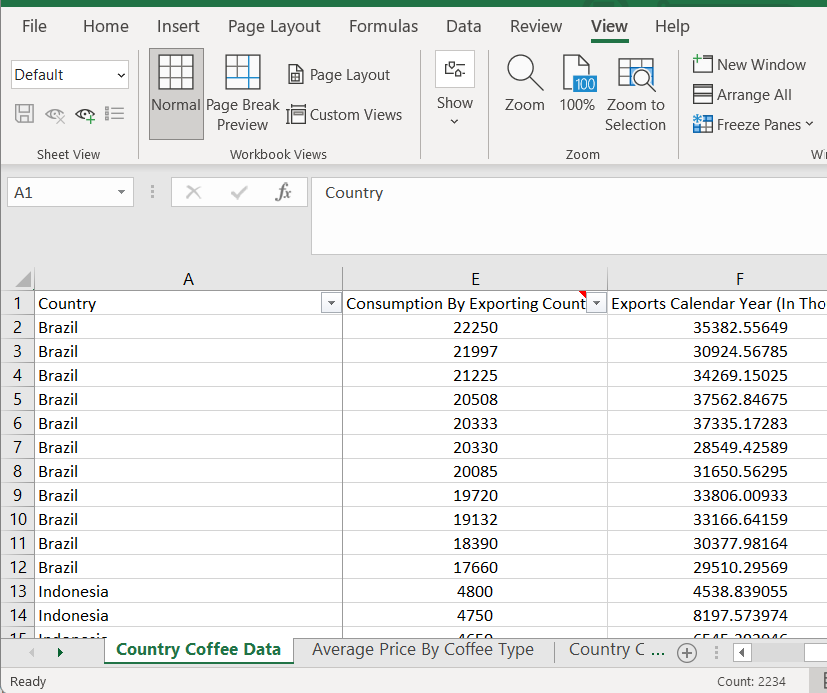 File Home Insert Page Layout Formulas Data Review View Help
Default
Normal
Page Break
Preview
Page Layout
Custom Views
Show
Zoom
100
100%
Zoom to
Selection
New Window
Arrange All
Freeze Panes
Sheet View Workbook Views Zoom Wi
A1 fx Country
A E F
1 Country Consumption By Exporting Count Exports Calendar Year (In Tho
2 Brazil 22250 35382.55649
3 Brazil 21997 30924.56785
4 Brazil 21225 34269.15025
5 Brazil 20508 37562.84675
6 Brazil 20333 37335.17283
7 Brazil 20330 28549.42589
8 Brazil 20085 31650.56295
9 Brazil 19720 33806.00933
10 Brazil 19132 33166.64159
11 Brazil 18390 30377.98164
12 Brazil 17660 29510.29569
13 Indonesia 4800 4538.839055
14 Indonesia 4750 8197.573974
Country Coffee Data Average Price By Coffee Type Country C ...
Ready Count: 2234